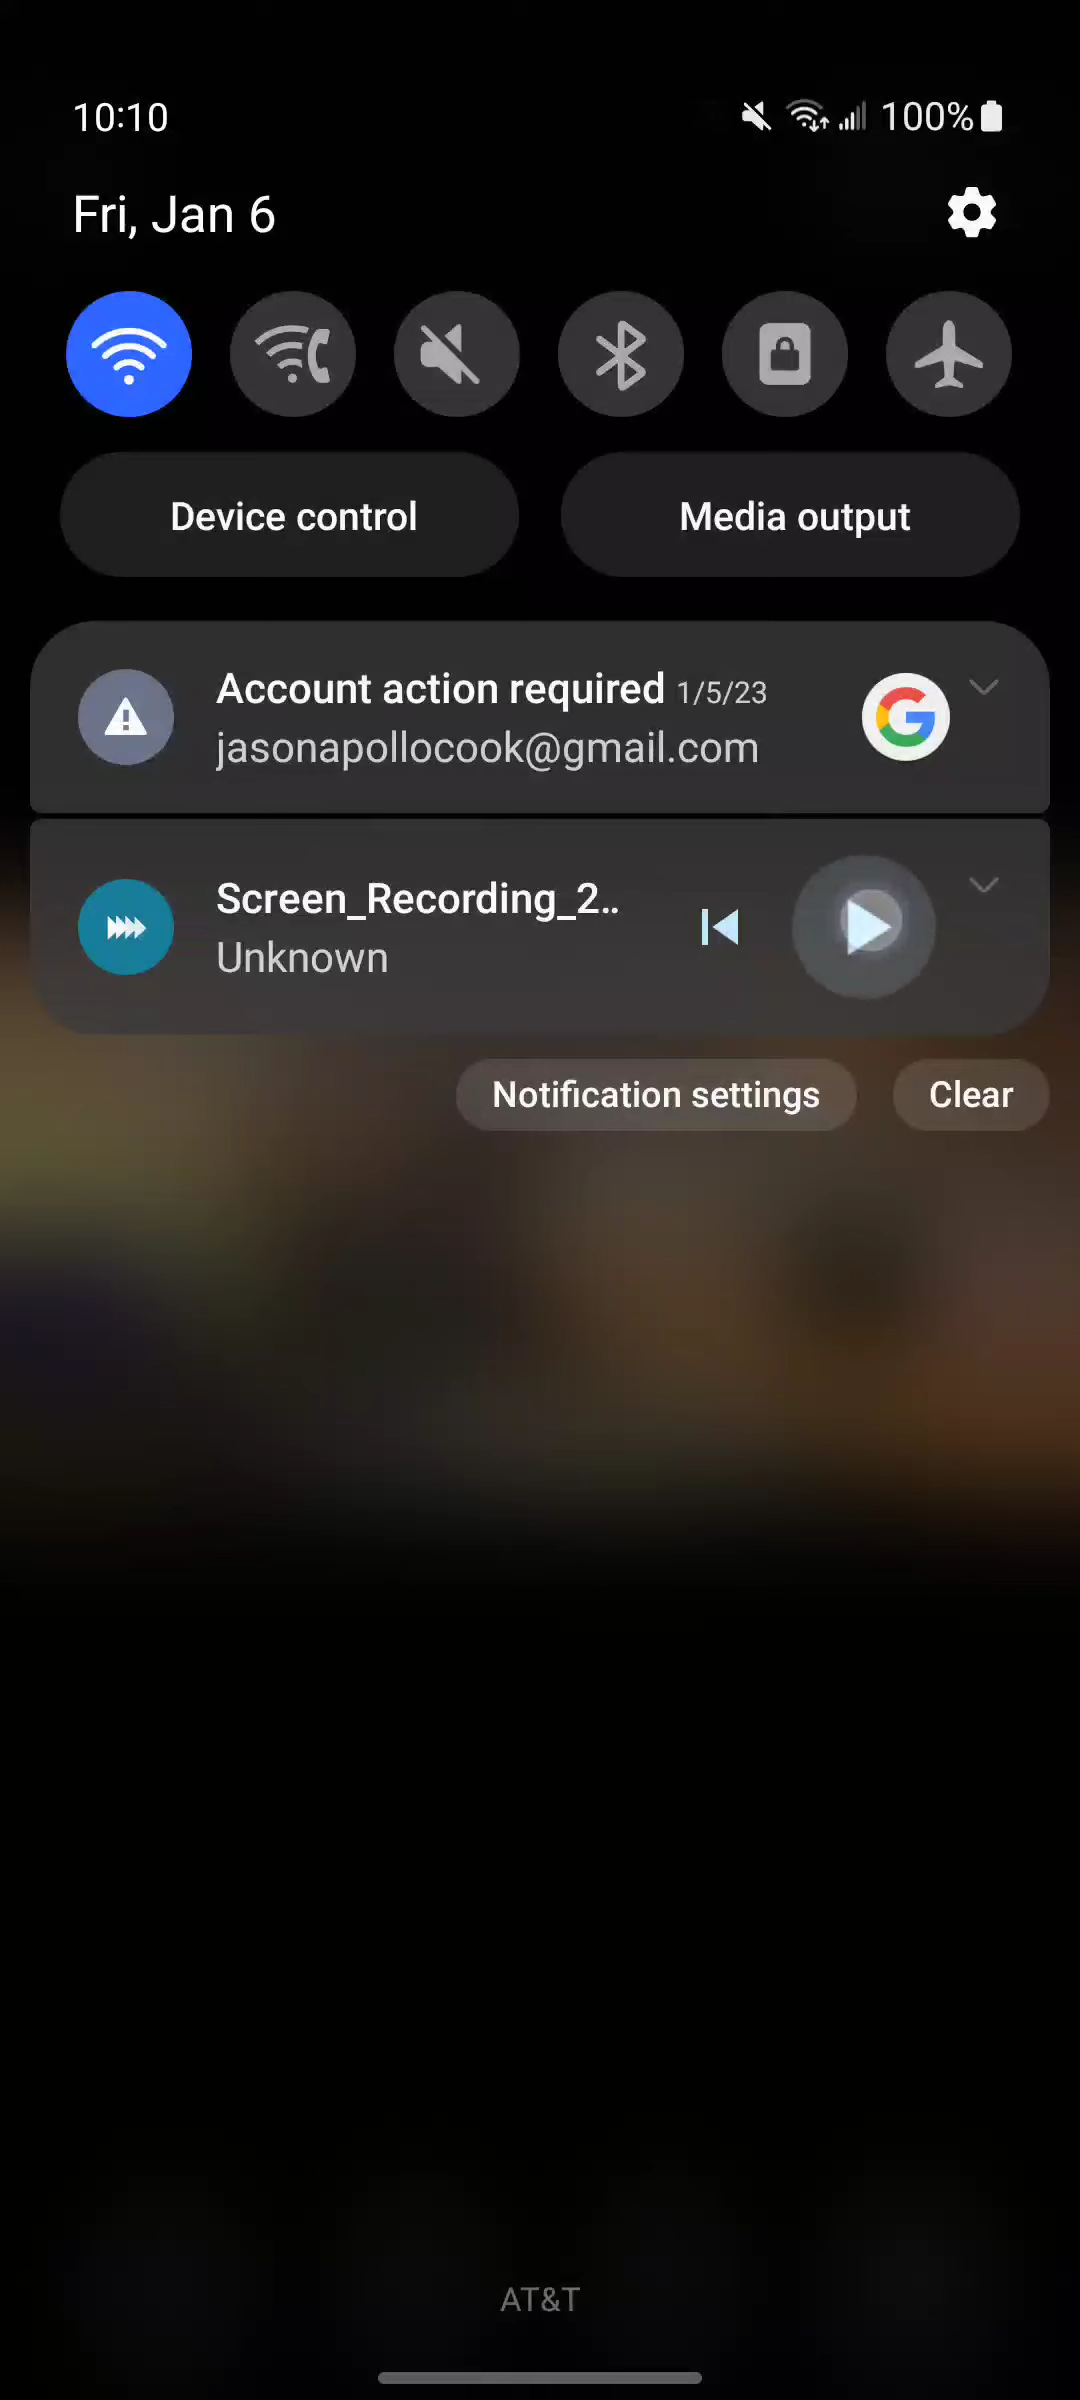 10:10
100%
Fri, Jan 6
Device control
Media output
Account action required 1/5/23
jasonapollocook@gmail.com
Screen_Recording_2..
Unknown
Notification settings
Clear
AT&T